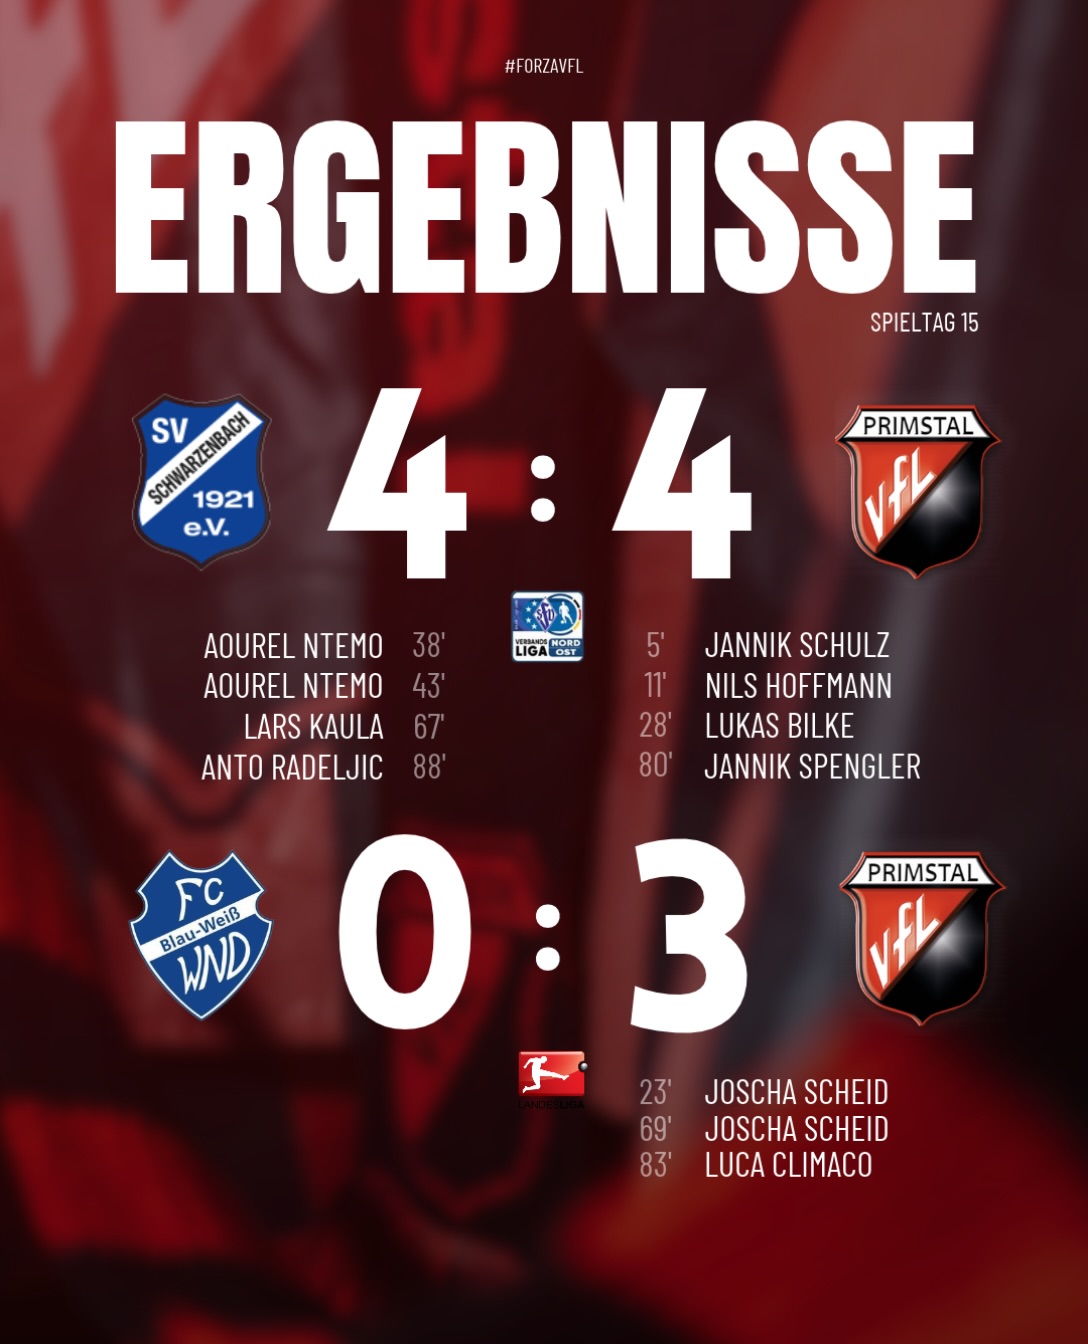 #FORZAVFL
ERGEBNISSE
SPIELTAG 15
SV
SCHWARZENBACH
1921
e.V.
4 : 4
PRIMSTAL
VfL
VERBANDS
LIGA
NORD
OST
AOUREL NTEMO 38'
AOUREL NTEMO 43'
LARS KAULA 67'
ANTO RADELJIC 88'
5' JANNIK SCHULZ
11' NILS HOFFMANN
28' LUKAS BILKE
80' JANNIK SPENGLER
FC
Blau-Weiß
WND
0 : 3
PRIMSTAL
VfL
LANDESLIGA
23' JOSCHA SCHEID
69' JOSCHA SCHEID
83' LUCA CLIMACO